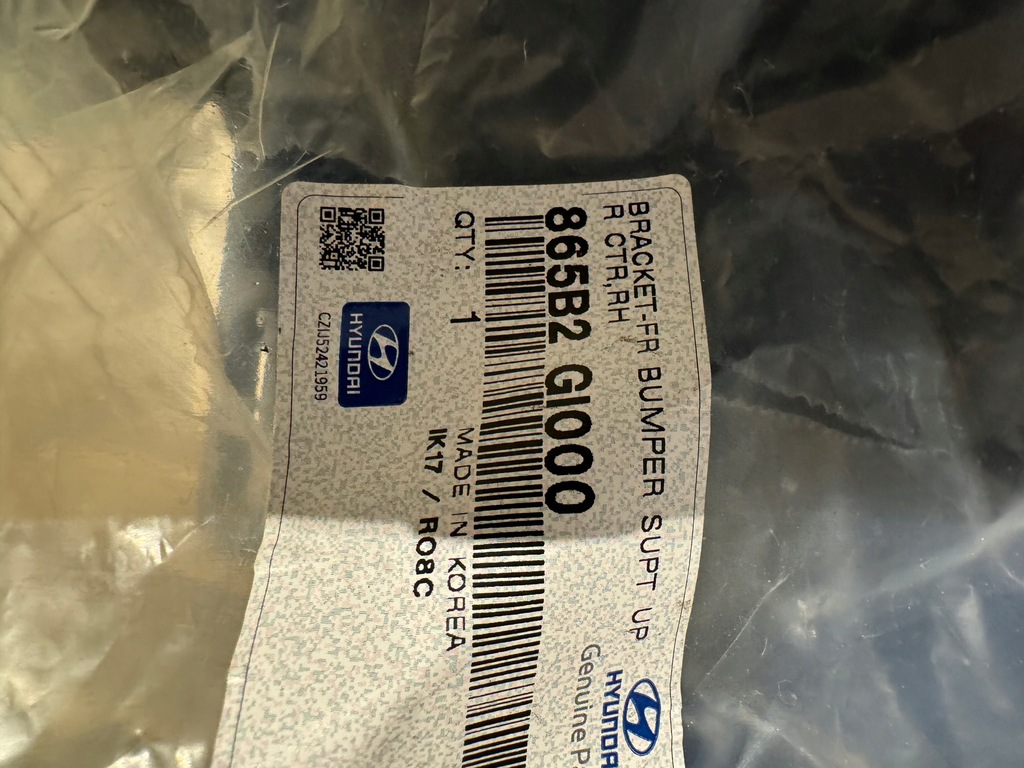 BRACKET-FR BUMPER SUPT UP
R CTR,RH
865B2 GI000
QTY: 1
MADE IN KOREA
IK17 / R08C
HYUNDAI
CZIJ52421959
HYUNDAI
Genuine